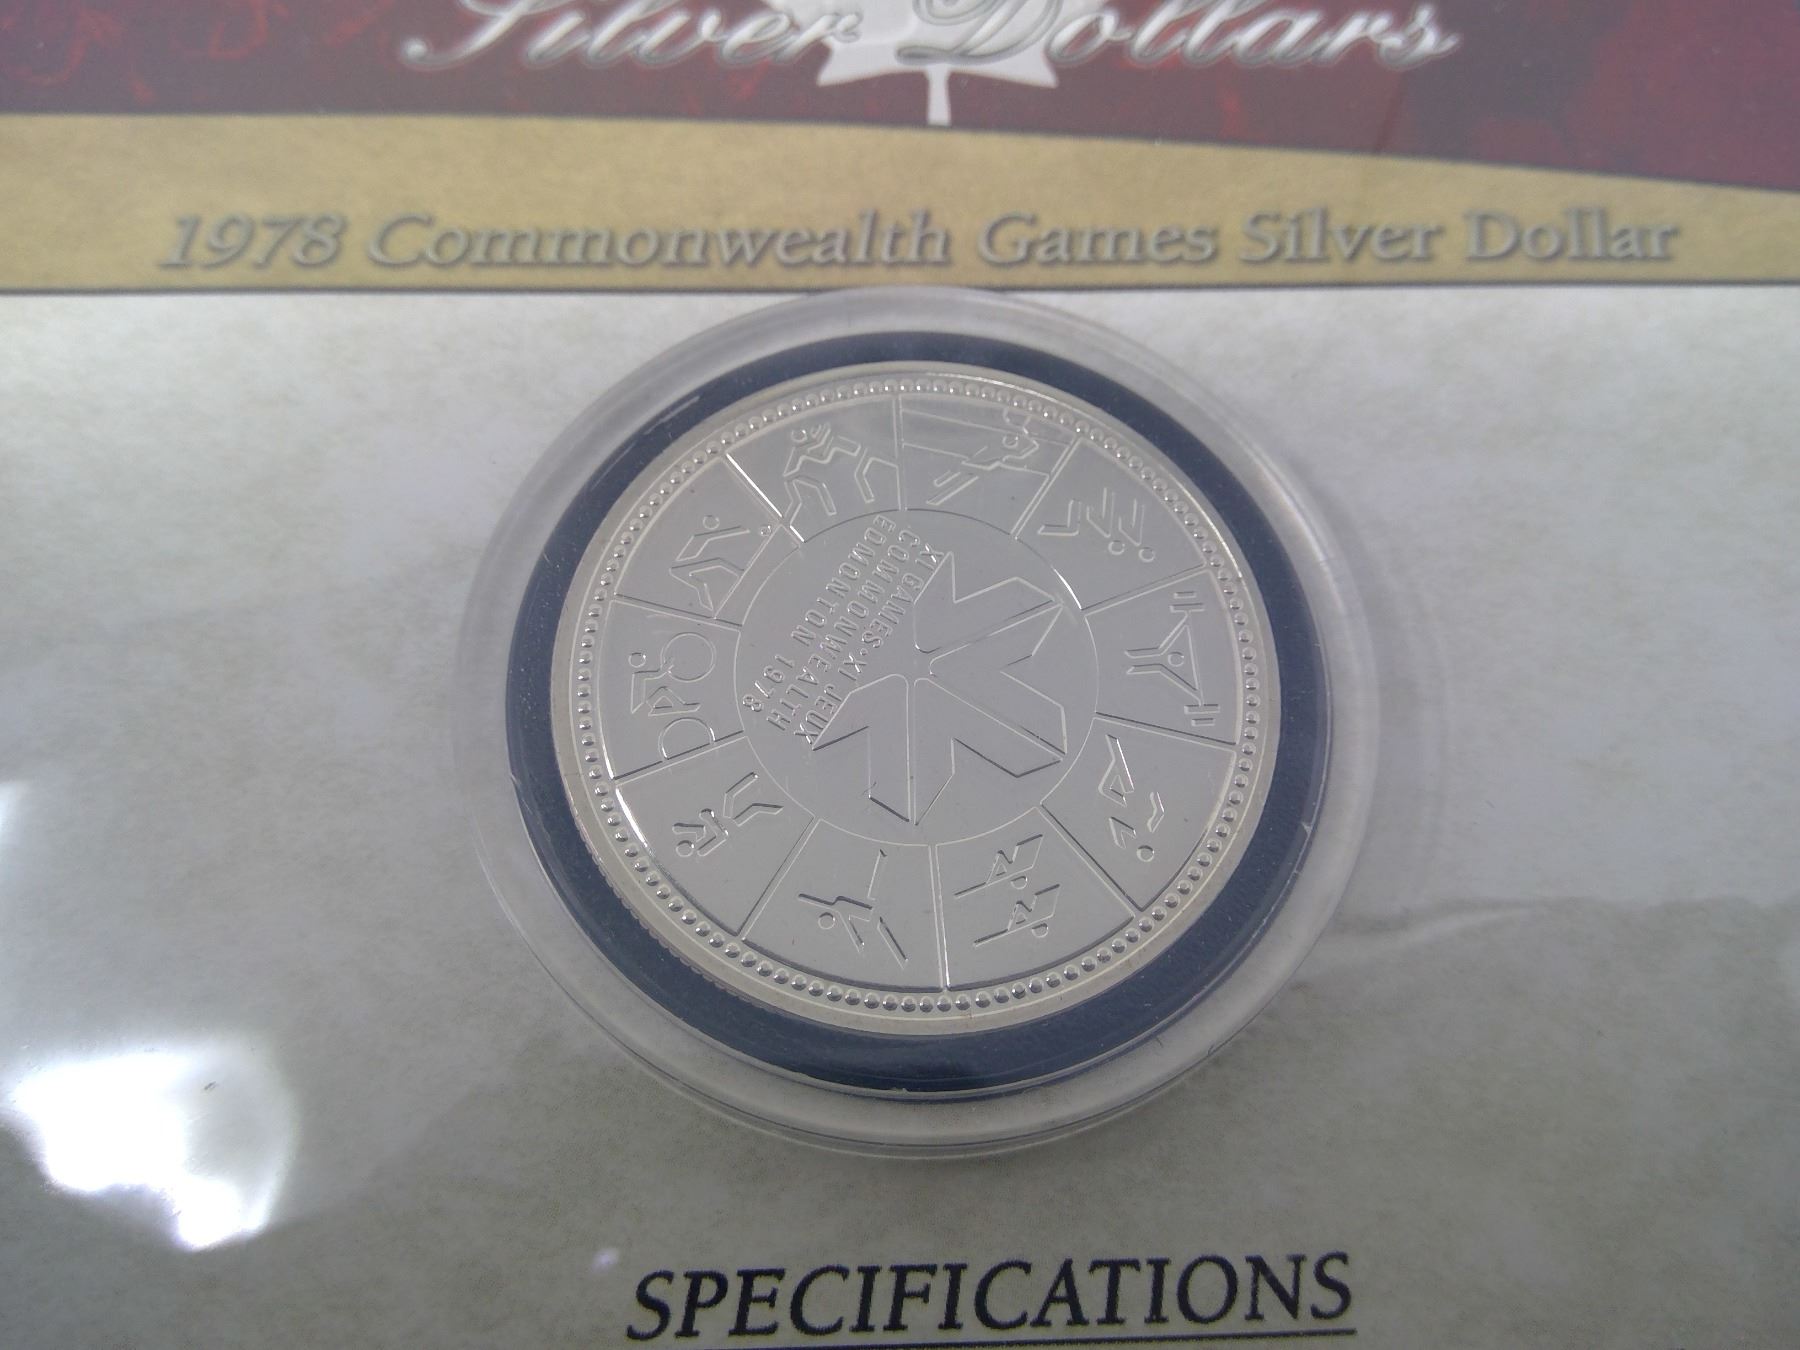 Silver Dollars
1978 Commonwealth Games Silver Dollar
XI GAMES · XI JEUX
COMMONWEALTH
EDMONTON 1978
SPECIFICATIONS